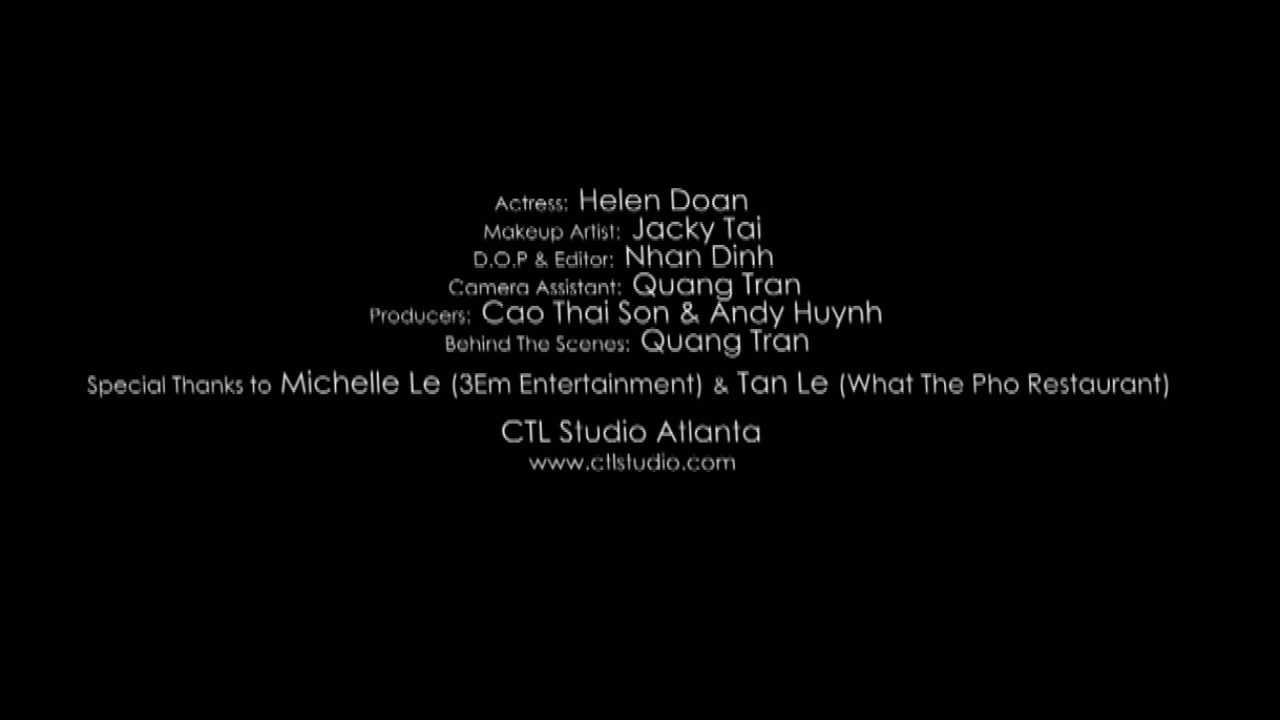 Actress: Helen Doan
Makeup Artist: Jacky Tai
D.O.P & Editor: Nhan Dinh
Camera Assistant: Quang Tran
Producers: Cao Thai Son & Andy Huynh
Behind The Scenes: Quang Tran
Special Thanks to Michelle Le (3Em Entertainment) & Tan Le (What The Pho Restaurant)
CTL Studio Atlanta
www.ctlstudio.com